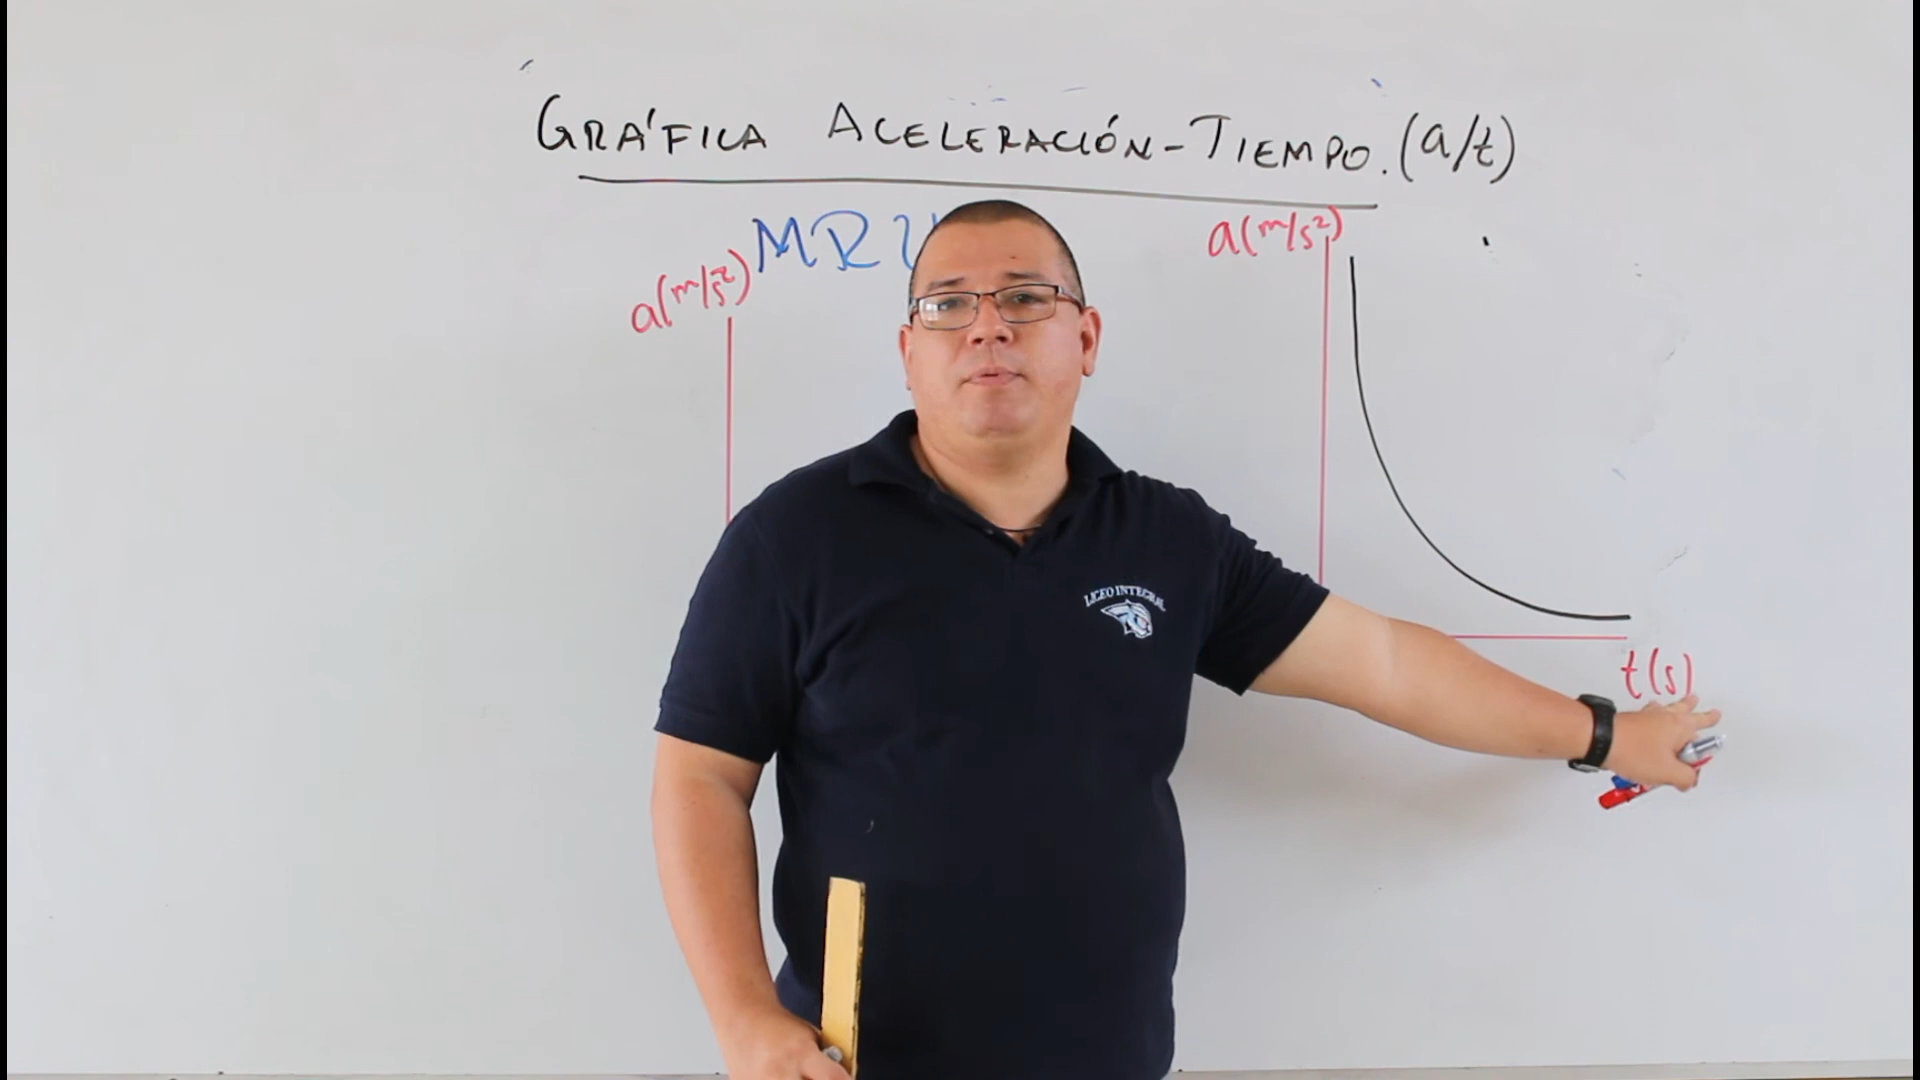 GRÁFICA ACELERACIÓN-TIEMPO.(a/t)
MRU
a(m/s²)
a(m/s²)
t(s)
LICEO INTEGRAL